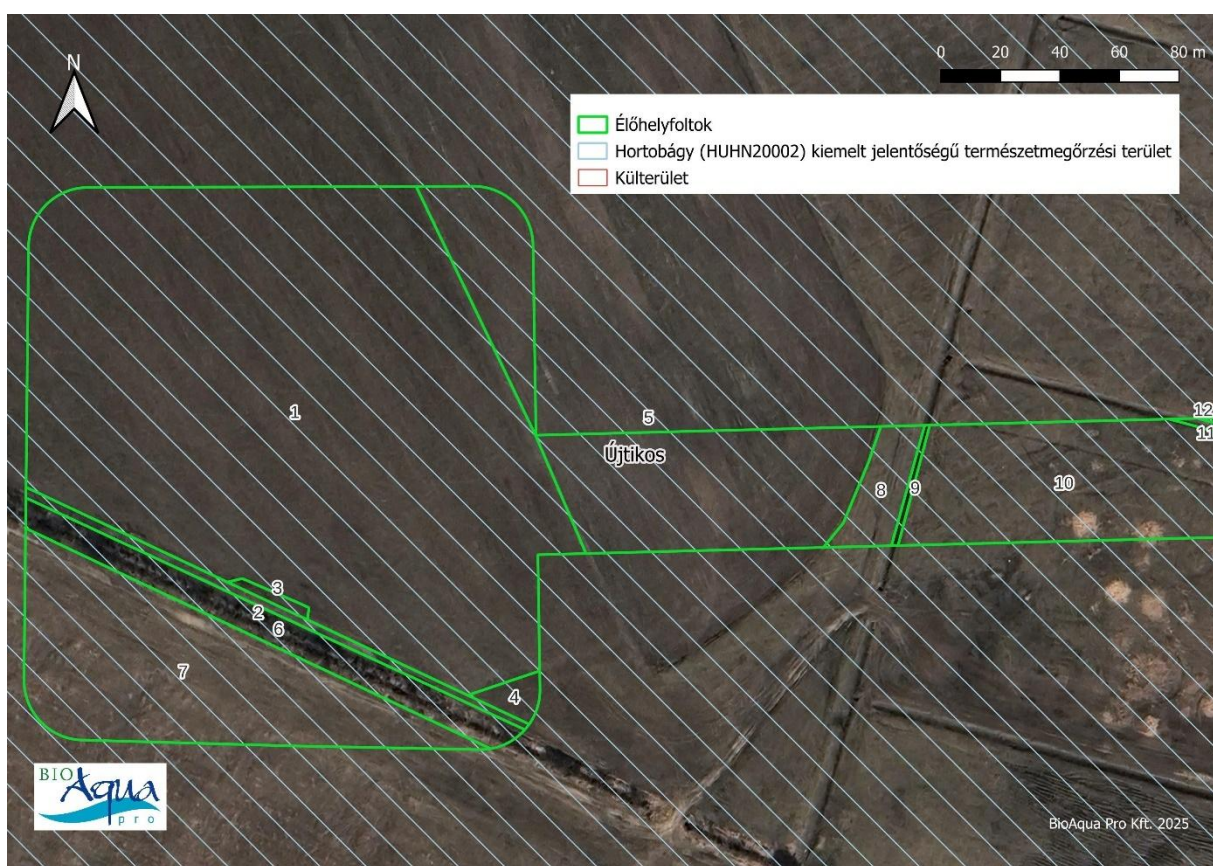 N
0 20 40 60 80 m
Élőhelyfoltok
Hortobágy (HUHN20002) kiemelt jelentőségű természetmegőrzési terület
Külterület
1
5
12
11
Újtikos
8
9
10
3
2
6
7
4
BIO
Aqua
pro
BioAqua Pro Kft. 2025